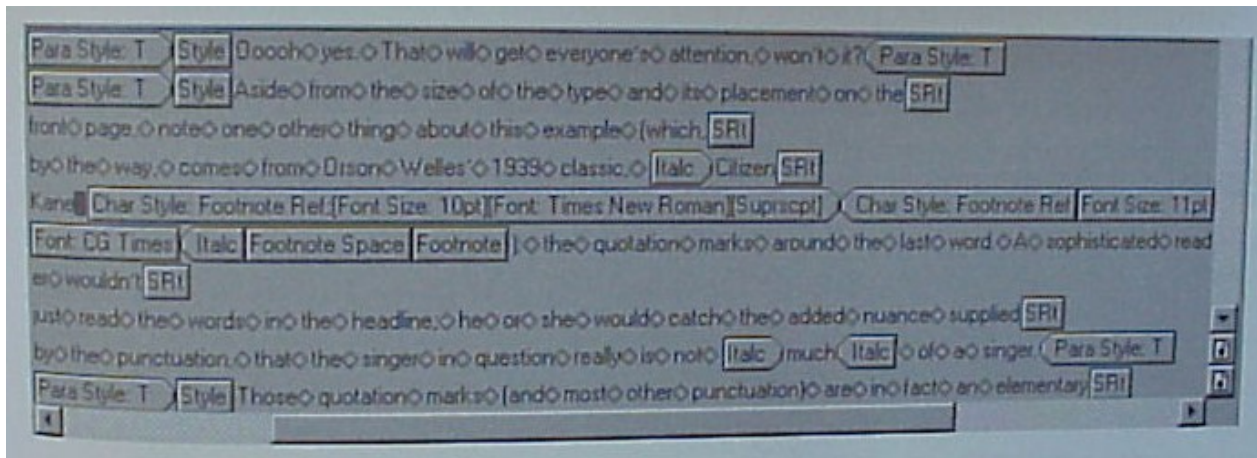 Para Style: T Style Ooooh◇yes.◇That◇will◇get◇everyone's◇attention,◇won't◇it? Para Style: T
Para Style: T Style Aside◇from◇the◇size◇of◇the◇type◇and◇its◇placement◇on◇the SRt
front◇page,◇note◇one◇other◇thing◇about◇this◇example◇(which, SRt
by◇the◇way,◇comes◇from◇Orson◇Welles'◇1939◇classic,◇ Italc Citizen SRt
Kane Char Style: Footnote Ref:[Font Size: 10pt][Font: Times New Roman][Suprscpt] Char Style: Footnote Ref Font Size: 11pt
Font: CG Times Italc Footnote Space Footnote ):◇the◇quotation◇marks◇around◇the◇last◇word.◇A◇sophisticated◇read
er◇wouldn't SRt
just◇read◇the◇words◇in◇the◇headline;◇he◇or◇she◇would◇catch◇the◇added◇nuance◇supplied SRt
by◇the◇punctuation,◇that◇the◇singer◇in◇question◇really◇is◇not◇ Italc much Italc ◇of◇a◇singer. Para Style: T
Para Style: T Style Those◇quotation◇marks◇(and◇most◇other◇punctuation)◇are◇in◇fact◇an◇elementary SRt